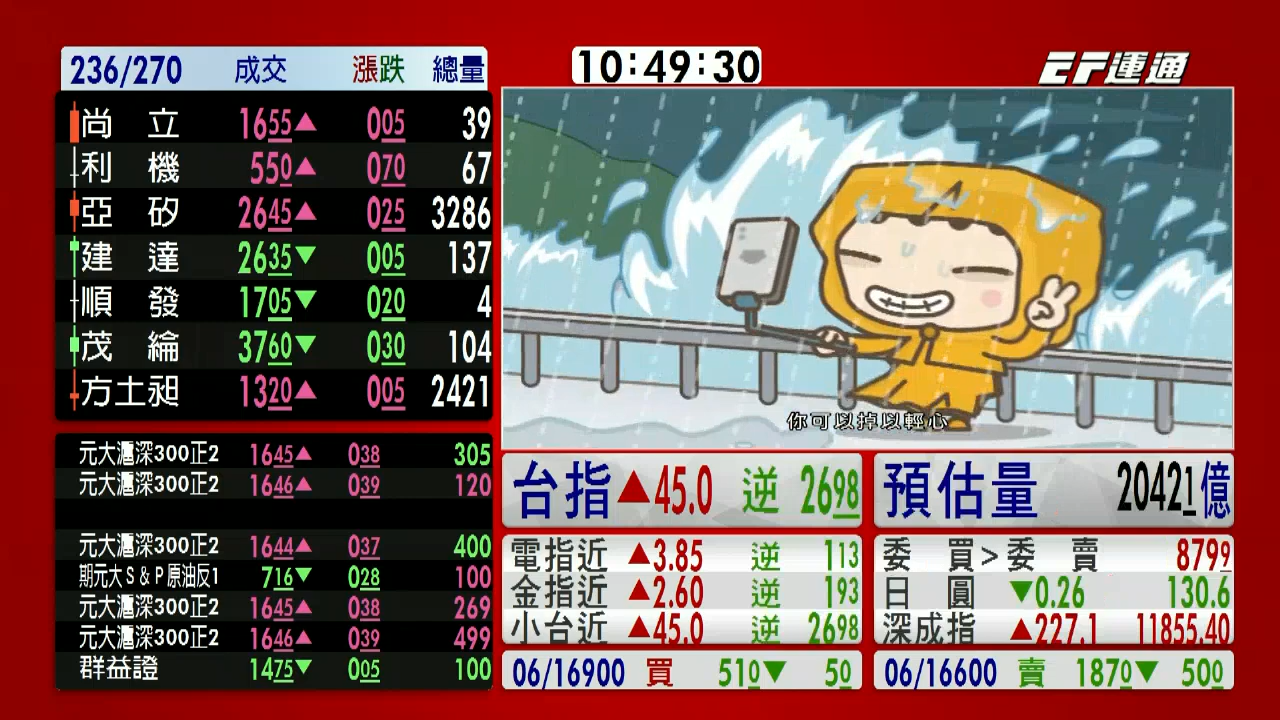 236/270 成交 漲跌 總量
尚立 1655▲ 005 39
利機 550▲ 070 67
亞矽 2645▲ 025 3286
建達 2635▼ 005 137
順發 1705▼ 020 4
茂綸 3760▼ 030 104
方土昶 1320▲ 005 2421
元大滬深300正2 1645▲ 038 305
元大滬深300正2 1646▲ 039 120
元大滬深300正2 1644▲ 037 400
期元大S&P原油反1 716▼ 028 100
元大滬深300正2 1645▲ 038 269
元大滬深300正2 1646▲ 039 499
群益證 1475▼ 005 100
10:49:30
EF運通
你可以掉以輕心
台指▲45.0 逆 2698
電指近 ▲3.85 逆 113
金指近 ▲2.60 逆 193
小台近 ▲45.0 逆 2698
06/16900 買 510▼ 50
預估量 20421億
委買>委賣 8799
日圓 ▼0.26 130.6
深成指 ▲227.1 11855.40
06/16600 賣 1870▼ 500